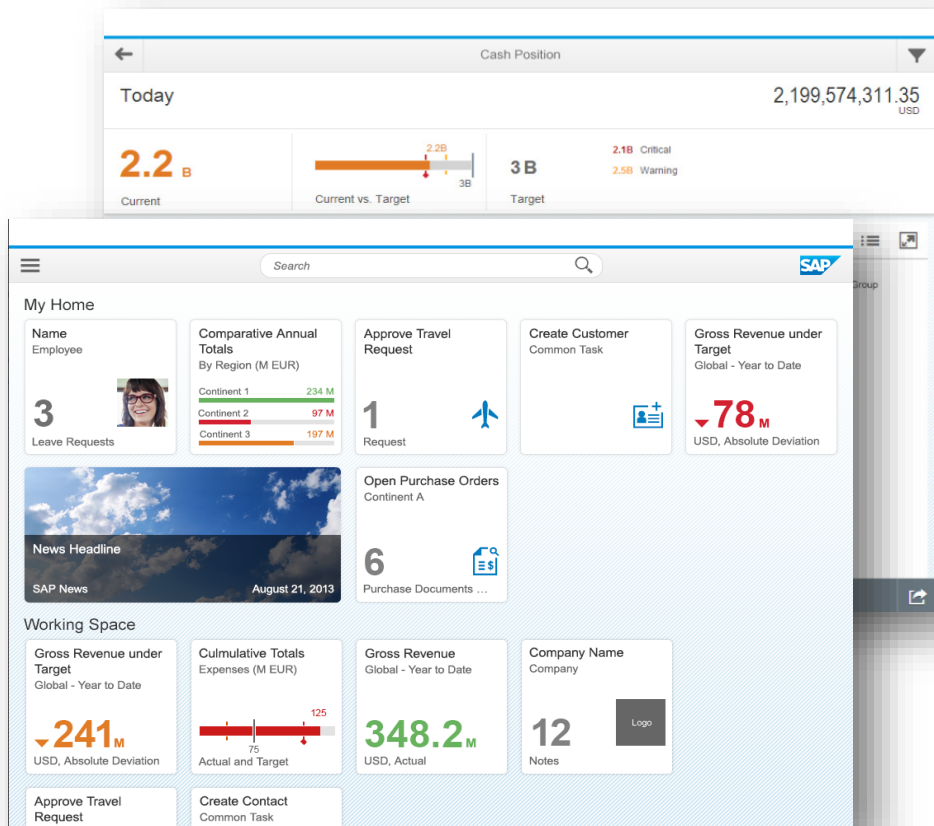 Cash Position
Today
2,199,574,311.35
USD
2.2 B
Current
2.2B
3B
Current vs. Target
3 B
Target
2.1B Critical
2.5B Warning
Group
Search
SAP
My Home
Name
Employee
3
Leave Requests
Comparative Annual
Totals
By Region (M EUR)
Continent 1 234 M
Continent 2 97 M
Continent 3 197 M
Approve Travel
Request
1
Request
Create Customer
Common Task
Gross Revenue under
Target
Global - Year to Date
78 M
USD, Absolute Deviation
News Headline
SAP News August 21, 2013
Open Purchase Orders
Continent A
6
Purchase Documents ...
Working Space
Gross Revenue under
Target
Global - Year to Date
241 M
USD, Absolute Deviation
Culmulative Totals
Expenses (M EUR)
125
75
Actual and Target
Gross Revenue
Global - Year to Date
348.2 M
USD, Actual
Company Name
Company
12
Logo
Notes
Approve Travel
Request
Create Contact
Common Task